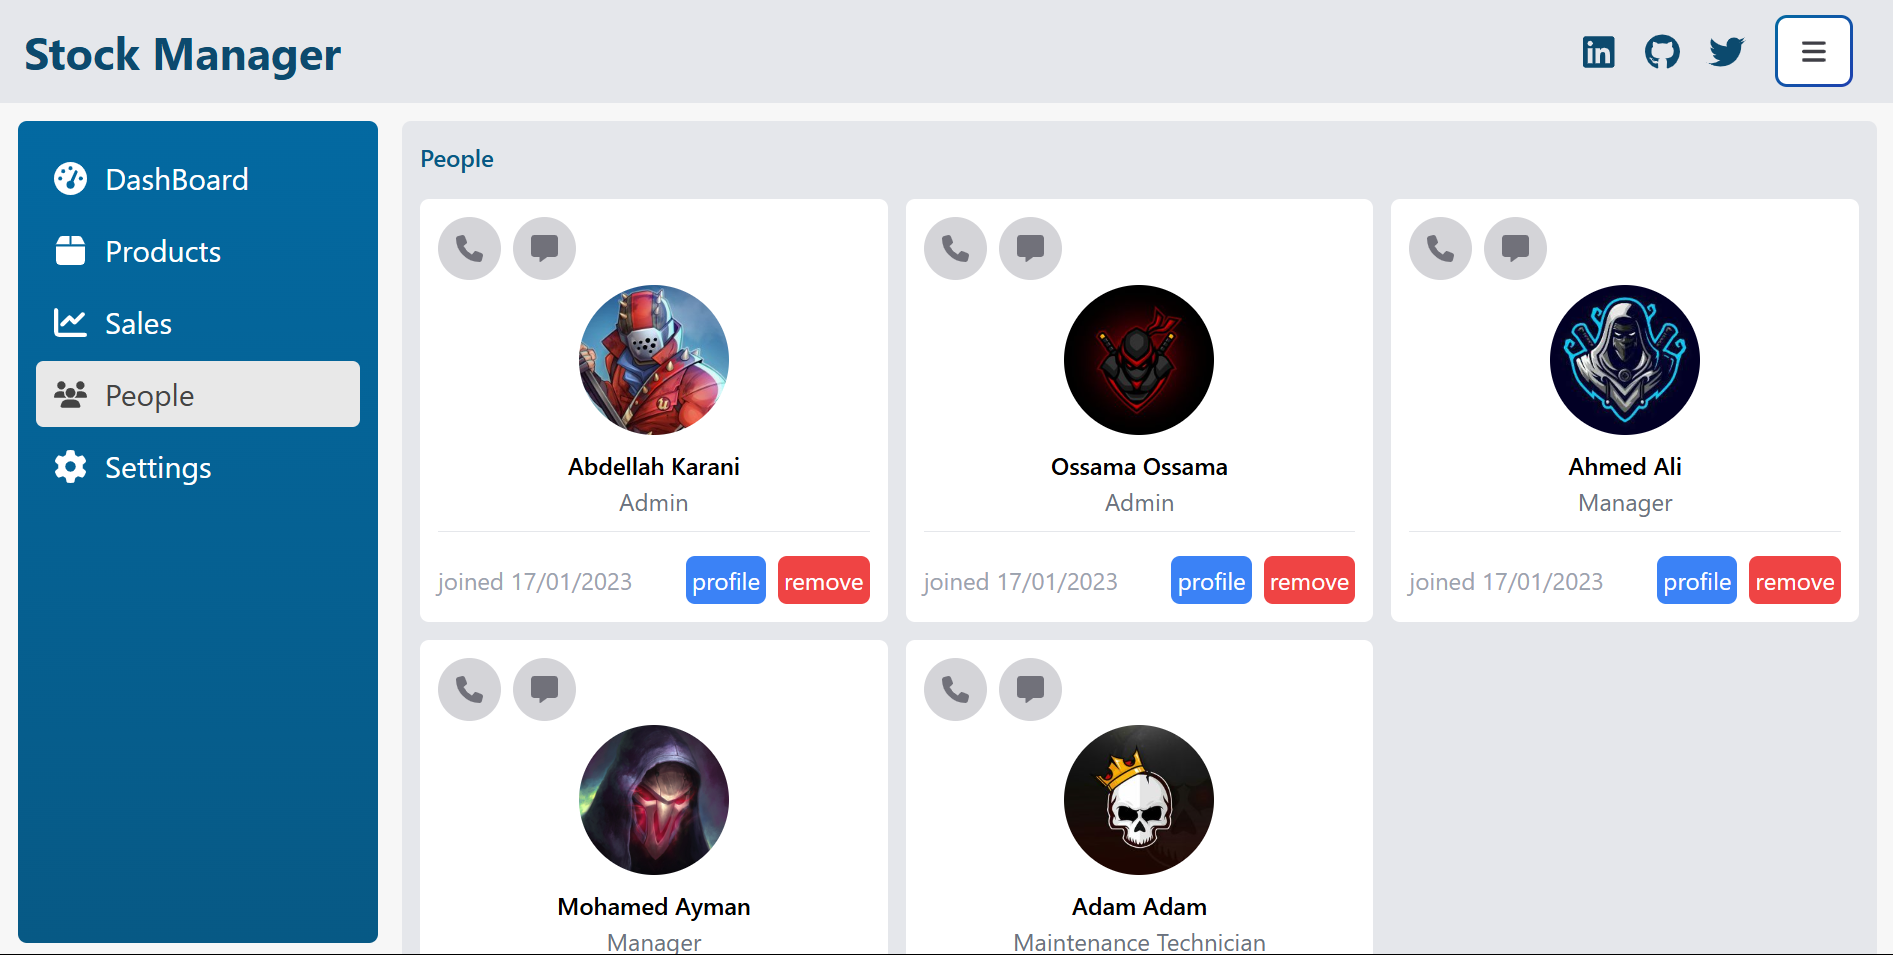 Stock Manager
DashBoard
Products
Sales
People
Settings
People
Abdellah Karani
Admin
joined 17/01/2023 profile remove
Ossama Ossama
Admin
joined 17/01/2023 profile remove
Ahmed Ali
Manager
joined 17/01/2023 profile remove
Mohamed Ayman
Manager
Adam Adam
Maintenance Technician